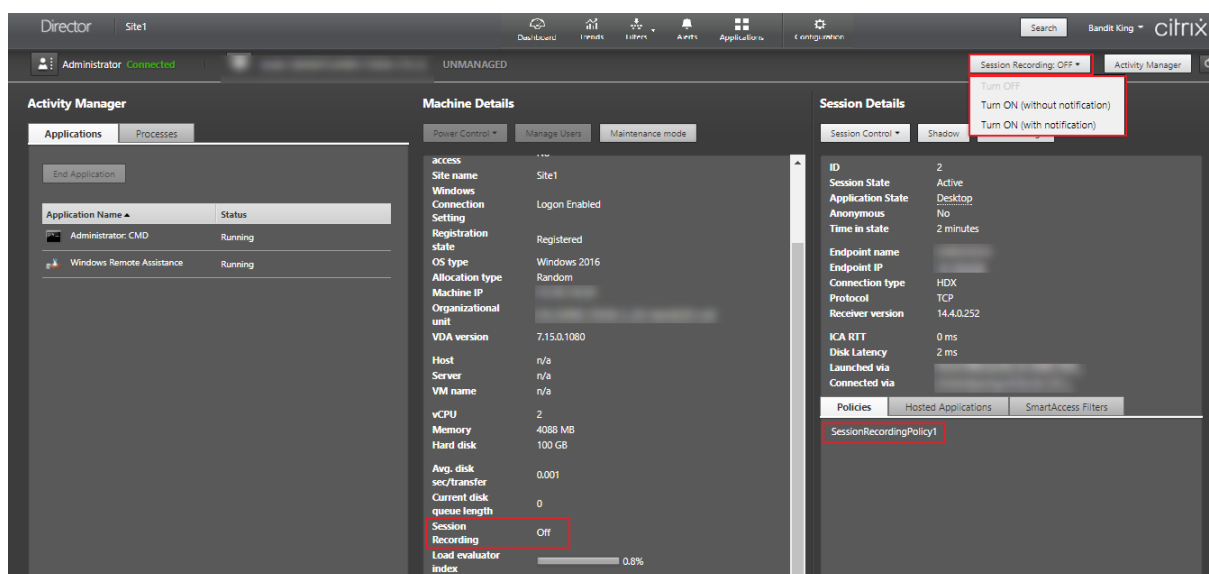 Director Site1 Dashboard Trends Filters Alerts Applications Configuration Search Bandit King citrix
Administrator Connected UNMANAGED Session Recording: OFF Activity Manager
Turn OFF
Turn ON (without notification)
Turn ON (with notification)
Activity Manager
Applications Processes
End Application
Application Name Status
Administrator: CMD Running
Windows Remote Assistance Running
Machine Details
Power Control Manage Users Maintenance mode
access No
Site name Site1
Windows
Connection Logon Enabled
Setting
Registration
state Registered
OS type Windows 2016
Allocation type Random
Machine IP
Organizational
unit
VDA version 7.15.0.1080
Host n/a
Server n/a
VM name n/a
vCPU 2
Memory 4088 MB
Hard disk 100 GB
Avg. disk
sec/transfer 0.001
Current disk
queue length 0
Session
Recording Off
Load evaluator
index 0.8%
Session Details
Session Control Shadow
ID 2
Session State Active
Application State Desktop
Anonymous No
Time in state 2 minutes
Endpoint name
Endpoint IP
Connection type HDX
Protocol TCP
Receiver version 14.4.0.252
ICA RTT 0 ms
Disk Latency 2 ms
Launched via
Connected via
Policies Hosted Applications SmartAccess Filters
SessionRecordingPolicy1